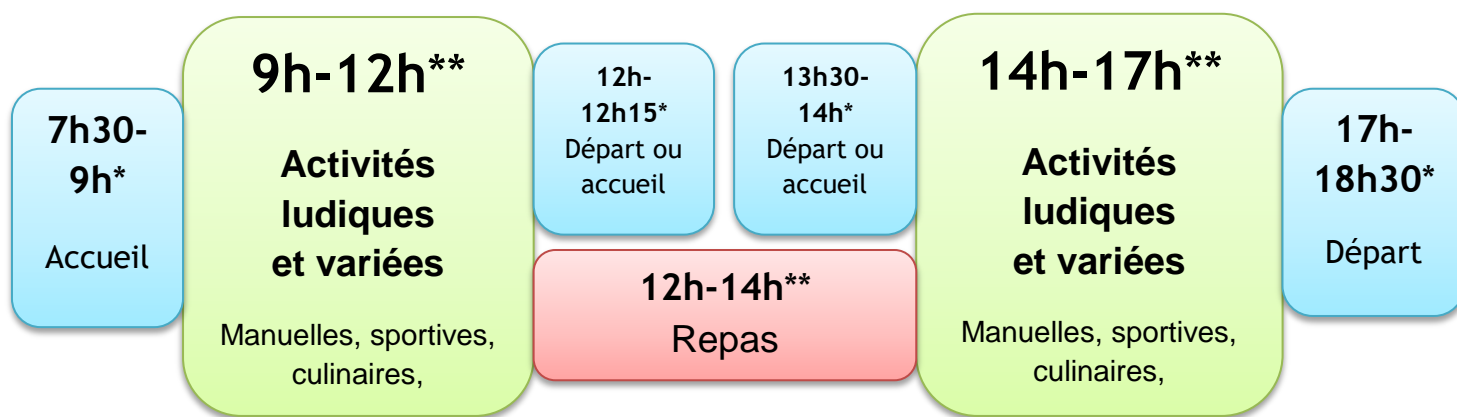 7h30-
9h*
Accueil
9h-12h**
Activités
ludiques
et variées
Manuelles, sportives,
culinaires,
12h-
12h15*
Départ ou
accueil
13h30-
14h*
Départ ou
accueil
12h-14h**
Repas
14h-17h**
Activités
ludiques
et variées
Manuelles, sportives,
culinaires,
17h-
18h30*
Départ